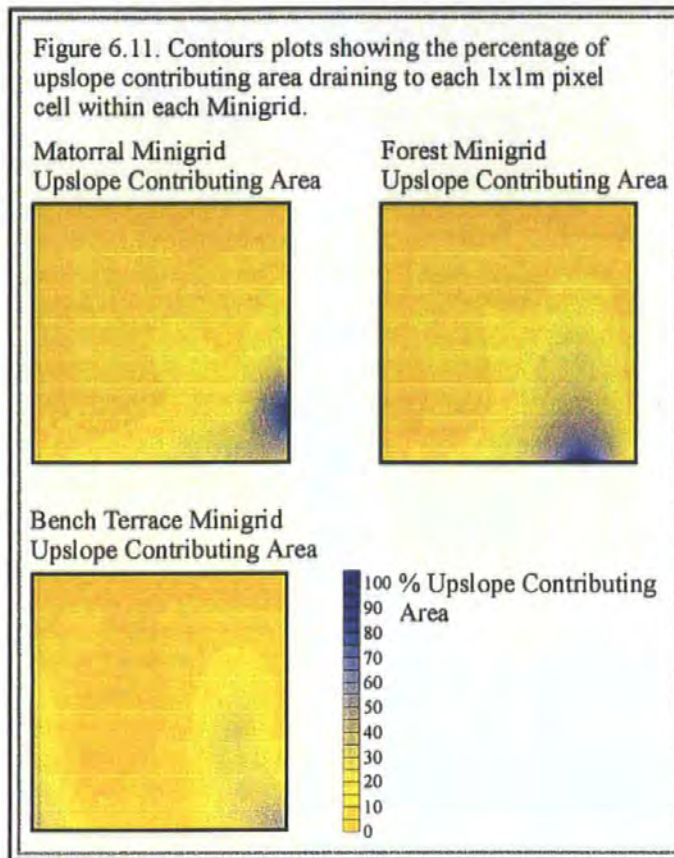 Figure 6.11. Contours plots showing the percentage of
upslope contributing area draining to each 1x1m pixel
cell within each Minigrid.
Matorral Minigrid
Upslope Contributing Area
Forest Minigrid
Upslope Contributing Area
Bench Terrace Minigrid
Upslope Contributing Area
% Upslope Contributing
Area
100
90
80
70
60
50
40
30
20
10
0